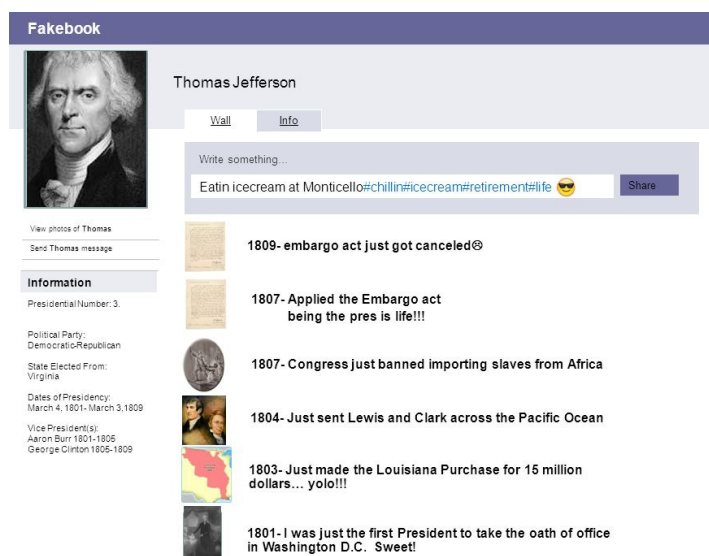 Fakebook
Thomas Jefferson
Wall Info
Write something...
Eatin icecream at Monticello#chillin#icecream#retirement#life 😎
Share
View photos of Thomas
Send Thomas message
Information
Presidential Number: 3.
Political Party:
Democratic-Republican
State Elected From:
Virginia
Dates of Presidency:
March 4, 1801- March 3,1809
Vice President(s):
Aaron Burr 1801-1805
George Clinton 1805-1809
1809- embargo act just got canceled☹
1807- Applied the Embargo act
being the pres is life!!!
1807- Congress just banned importing slaves from Africa
1804- Just sent Lewis and Clark across the Pacific Ocean
1803- Just made the Louisiana Purchase for 15 million
dollars... yolo!!!
1801- I was just the first President to take the oath of office
in Washington D.C. Sweet!